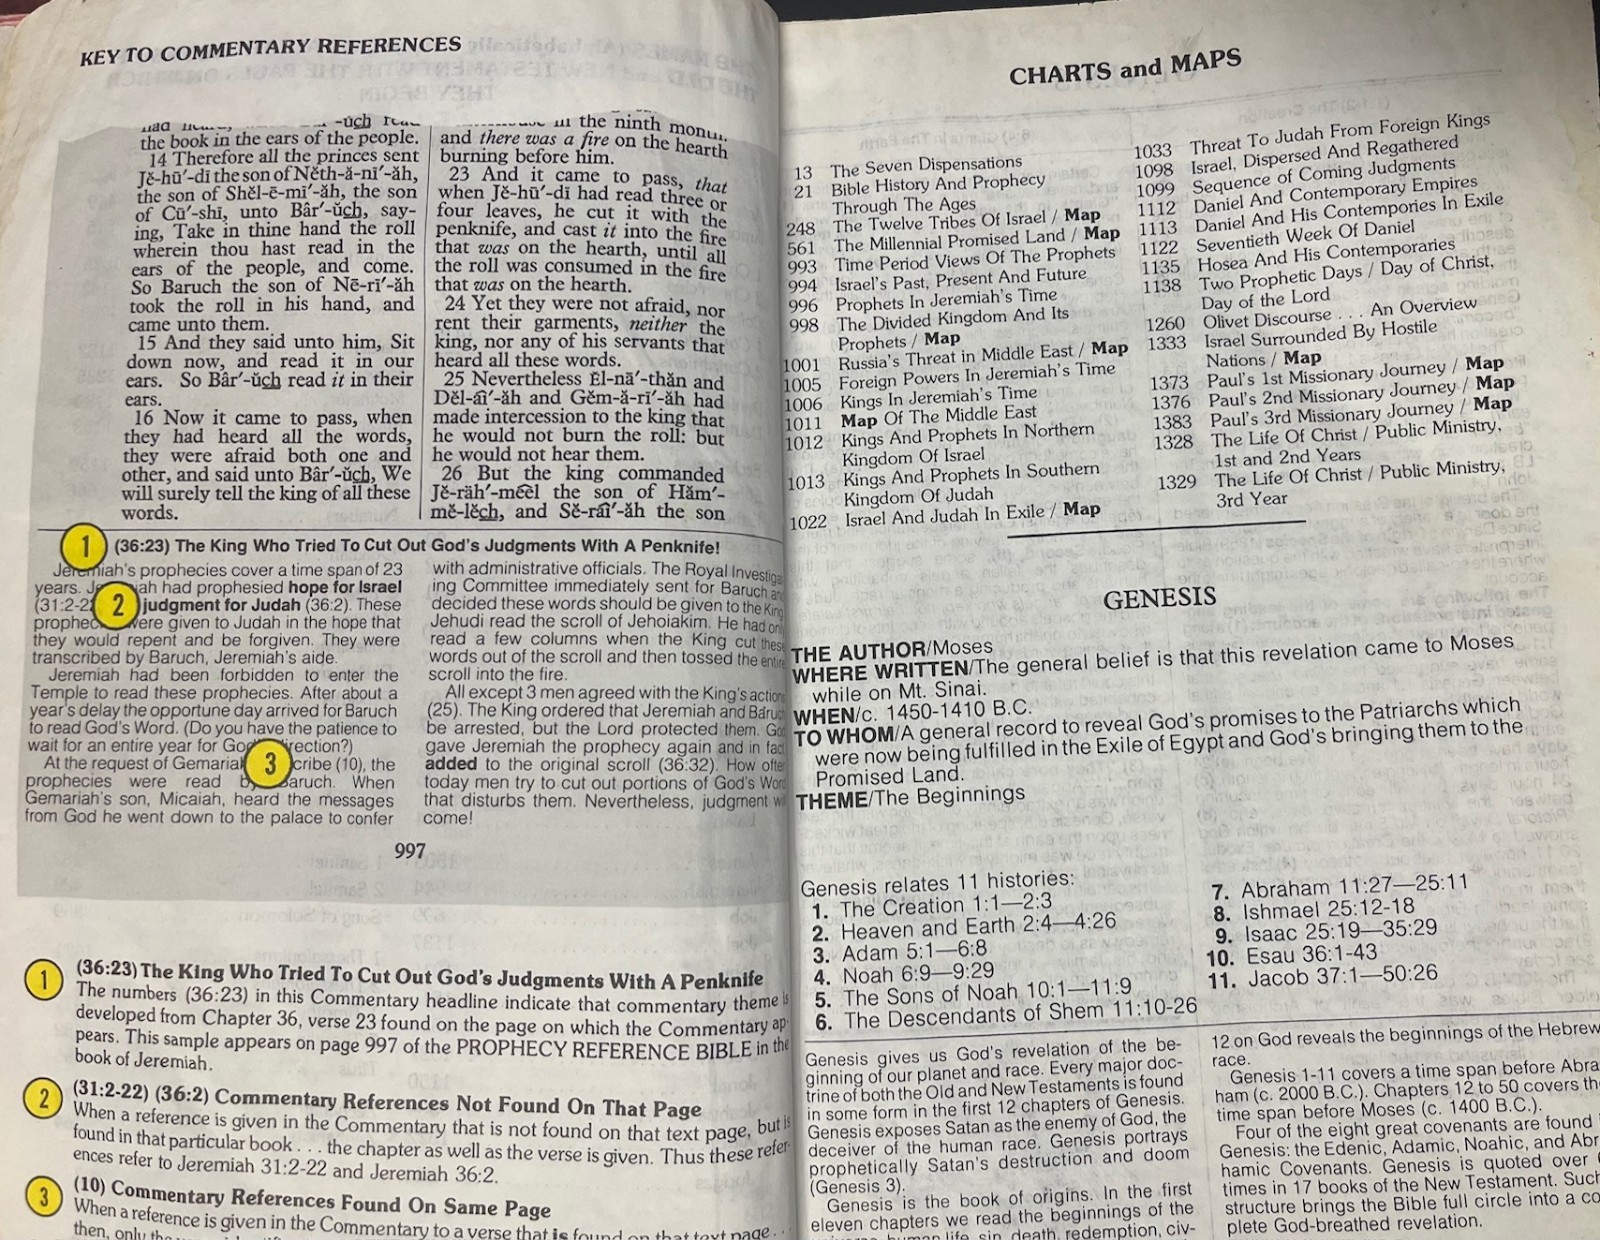 KEY TO COMMENTARY REFERENCES
the book in the ears of the people.
14 Therefore all the princes sent
Jĕ-hū′-dī the son of Nĕth-ă-nī′-ăh,
the son of Shĕl-ē-mī′-ăh, the son
of Cū′-shī, unto Bâr′-ŭch, say-
ing, Take in thine hand the roll
wherein thou hast read in the
ears of the people, and come.
So Baruch the son of Nē-rī′-ăh
took the roll in his hand, and
came unto them.
15 And they said unto him, Sit
down now, and read it in our
ears. So Bâr′-ŭch read it in their
ears.
16 Now it came to pass, when
they had heard all the words,
they were afraid both one and
other, and said unto Bâr′-ŭch, We
will surely tell the king of all these
words.
in the ninth
and there was a fire on the hearth
burning before him.
23 And it came to pass, that
when Jĕ-hū′-dī had read three or
four leaves, he cut it with the
penknife, and cast it into the fire
that was on the hearth, until all
the roll was consumed in the fire
that was on the hearth.
24 Yet they were not afraid, nor
rent their garments, neither the
king, nor any of his servants that
heard all these words.
25 Nevertheless Ĕl-nā′-thăn and
Dĕl-āī′-ăh and Gĕm-ă-rī′-ăh had
made intercession to the king that
he would not burn the roll: but
he would not hear them.
26 But the king commanded
Jĕ-răh′-mēĕl the son of Hăm′-
mĕ-lĕch, and Sĕ-rāī′-ăh the son
1 (36:23) The King Who Tried To Cut Out God's Judgments With A Penknife!
Jeremiah's prophecies cover a time span of 23
years. ah had prophesied hope for Israel
(31:2-2 2 judgment for Judah (36:2). These
were given to Judah in the hope that
they would repent and be forgiven. They were
transcribed by Baruch, Jeremiah's aide.
Jeremiah had been forbidden to enter the
Temple to read these prophecies. After about a
year's delay the opportune day arrived for Baruch
to read God's Word. (Do you have the patience to
wait for an entire year for God rection?)
At the request of Gemariah 3 cribe (10), the
prophecies were read by Baruch. When
Gemariah's son, Micaiah, heard the messages
from God he went down to the palace to confer
with administrative officials. The Royal Investiga
ing Committee immediately sent for Baruch and
decided these words should be given to the King
Jehudi read the scroll of Jehoiakim. He had only
read a few columns when the King cut these
words out of the scroll and then tossed the entire
scroll into the fire.
All except 3 men agreed with the King's action
(25). The King ordered that Jeremiah and Baruc
be arrested, but the Lord protected them. God
gave Jeremiah the prophecy again and in fact
added to the original scroll (36:32). How ofte
today men try to cut out portions of God's Word
that disturbs them. Nevertheless, judgment wi
come!
997
1 (36:23) The King Who Tried To Cut Out God's Judgments With A Penknife
The numbers (36:23) in this Commentary headline indicate that commentary theme is
developed from Chapter 36, verse 23 found on the page on which the Commentary ap-
pears. This sample appears on page 997 of the PROPHECY REFERENCE BIBLE in the
book of Jeremiah.
2 (31:2-22) (36:2) Commentary References Not Found On That Page
When a reference is given in the Commentary that is not found on that text page, but is
found in that particular book . . . the chapter as well as the verse is given. Thus these refer-
ences refer to Jeremiah 31:2-22 and Jeremiah 36:2.
3 (10) Commentary References Found On Same Page
When a reference is given in the Commentary to a verse that is found on that text page . .
then, only the
CHARTS and MAPS
13 The Seven Dispensations
21 Bible History And Prophecy
Through The Ages
248 The Twelve Tribes Of Israel / Map
561 The Millennial Promised Land / Map
993 Time Period Views Of The Prophets
994 Israel's Past, Present And Future
996 Prophets In Jeremiah's Time
998 The Divided Kingdom And Its
Prophets / Map
1001 Russia's Threat in Middle East / Map
1005 Foreign Powers In Jeremiah's Time
1006 Kings In Jeremiah's Time
1011 Map Of The Middle East
1012 Kings And Prophets In Northern
Kingdom Of Israel
1013 Kings And Prophets In Southern
Kingdom Of Judah
1022 Israel And Judah In Exile / Map
1033 Threat To Judah From Foreign Kings
1098 Israel, Dispersed And Regathered
1099 Sequence of Coming Judgments
1112 Daniel And Contemporary Empires
1113 Daniel And His Contempories In Exile
1122 Seventieth Week Of Daniel
1135 Hosea And His Contemporaries
1138 Two Prophetic Days / Day of Christ,
Day of the Lord
1260 Olivet Discourse . . . An Overview
1333 Israel Surrounded By Hostile
Nations / Map
1373 Paul's 1st Missionary Journey / Map
1376 Paul's 2nd Missionary Journey / Map
1383 Paul's 3rd Missionary Journey / Map
1328 The Life Of Christ / Public Ministry,
1st and 2nd Years
1329 The Life Of Christ / Public Ministry,
3rd Year
GENESIS
THE AUTHOR/Moses
WHERE WRITTEN/The general belief is that this revelation came to Moses
while on Mt. Sinai.
WHEN/c. 1450-1410 B.C.
TO WHOM/A general record to reveal God's promises to the Patriarchs which
were now being fulfilled in the Exile of Egypt and God's bringing them to the
Promised Land.
THEME/The Beginnings
Genesis relates 11 histories:
1. The Creation 1:1—2:3
2. Heaven and Earth 2:4—4:26
3. Adam 5:1—6:8
4. Noah 6:9—9:29
5. The Sons of Noah 10:1—11:9
6. The Descendants of Shem 11:10-26
7. Abraham 11:27—25:11
8. Ishmael 25:12-18
9. Isaac 25:19—35:29
10. Esau 36:1-43
11. Jacob 37:1—50:26
Genesis gives us God's revelation of the be-
ginning of our planet and race. Every major doc-
trine of both the Old and New Testaments is found
in some form in the first 12 chapters of Genesis.
Genesis exposes Satan as the enemy of God, the
deceiver of the human race. Genesis portrays
prophetically Satan's destruction and doom
(Genesis 3).
Genesis is the book of origins. In the first
eleven chapters we read the beginnings of the
human life, sin, death, redemption, civ-
12 on God reveals the beginnings of the Hebrew
race.
Genesis 1-11 covers a time span before Abra
ham (c. 2000 B.C.). Chapters 12 to 50 covers th
time span before Moses (c. 1400 B.C.).
Four of the eight great covenants are found
Genesis: the Edenic, Adamic, Noahic, and Abr
hamic Covenants. Genesis is quoted over
times in 17 books of the New Testament. Such
structure brings the Bible full circle into a co
plete God-breathed revelation.